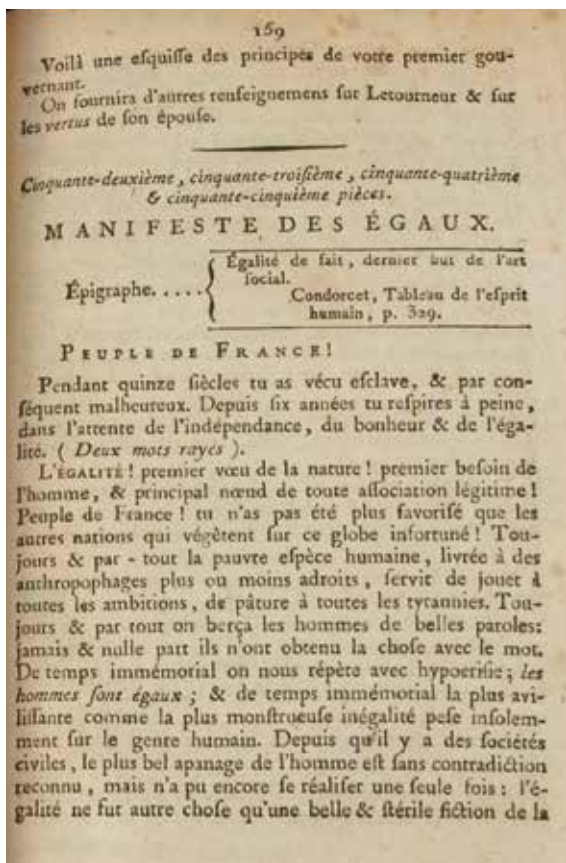 159
Voilà une eſquiſſe des principes de votre premier gou-
vernant.
On fournira d'autres renſeignemens ſur Letourneur & ſur
les vertus de ſon épouſe.
Cinquante-deuxième, cinquante-troiſième, cinquante-quatrième
& cinquante-cinquième pièces.
MANIFESTE DES ÉGAUX.
Épigraphe. .... { Égalité de fait, dernier but de l'art
ſocial.
Condorcet, Tableau de l'eſprit
humain, p. 329.
PEUPLE DE FRANCE!
Pendant quinze ſiècles tu as vécu eſclave, & par con-
ſéquent malheureux. Depuis ſix années tu reſpires à peine,
dans l'attente de l'indépendance, du bonheur & de l'éga-
lité. ( Deux mots rayes ).
L'ÉGALITÉ! premier vœu de la nature! premier beſoin de
l'homme, & principal nœud de toute aſſociation légitime!
Peuple de France! tu n'as pas été plus favoriſé que les
autres nations qui végètent ſur ce globe infortuné! Tou-
jours & par-tout la pauvre eſpèce humaine, livrée à des
anthropophages plus ou moins adroits, ſervit de jouet à
toutes les ambitions, de pâture à toutes les tyrannies. Tou-
jours & par tout on berça les hommes de belles paroles:
jamais & nulle part ils n'ont obtenu la choſe avec le mot.
De temps immémorial on nous répète avec hypocriſie; les
hommes ſont égaux; & de temps immémorial la plus avi-
liſſante comme la plus monſtrueuſe inégalité peſe inſolem-
ment ſur le genre humain. Depuis qu'il y a des ſociétés
civiles, le plus bel apanage de l'homme eſt ſans contradiction
reconnu, mais n'a pu encore ſe réaliſer une ſeule fois: l'é-
galité ne fut autre choſe qu'une belle & ſtérile fiction de la